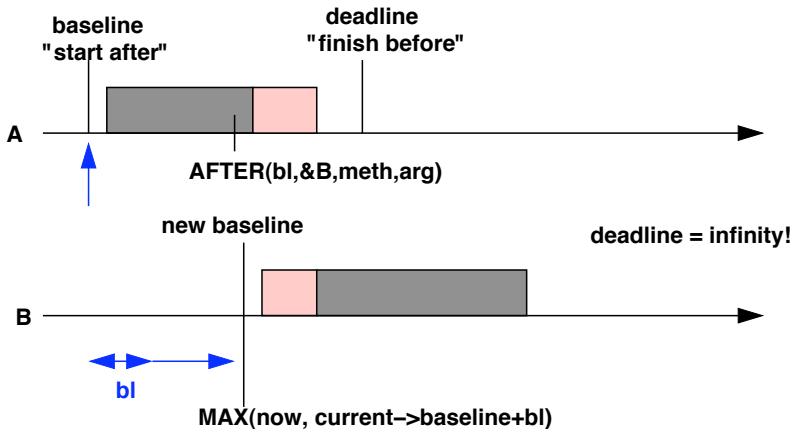 baseline
"start after"
deadline
"finish before"
A
AFTER(bl,&B,meth,arg)
new baseline
deadline = infinity!
B
bl
MAX(now, current–>baseline+bl)